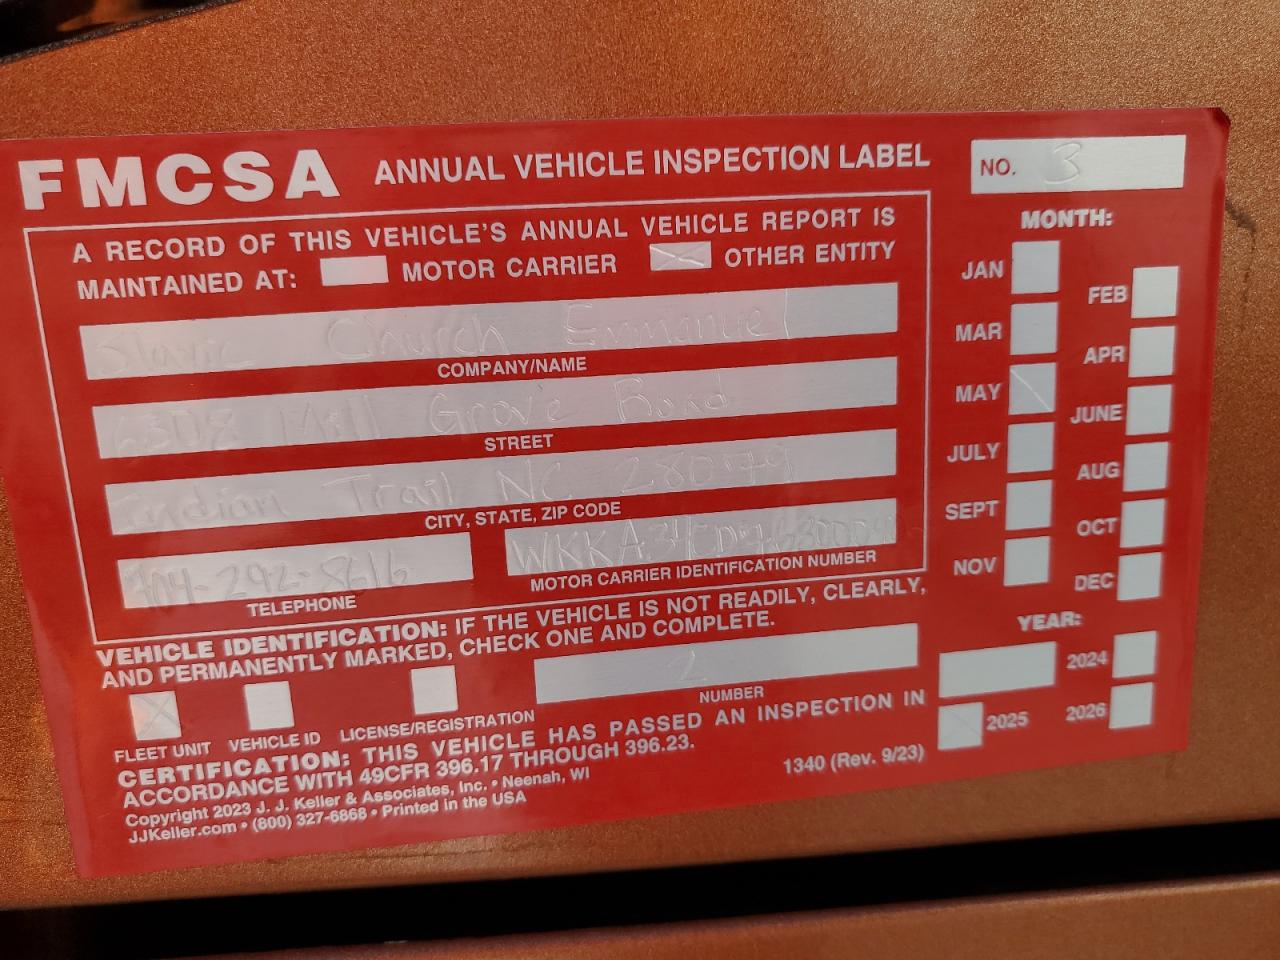 FMCSA ANNUAL VEHICLE INSPECTION LABEL
NO. 3
A RECORD OF THIS VEHICLE'S ANNUAL VEHICLE REPORT IS
MAINTAINED AT: MOTOR CARRIER X OTHER ENTITY
Slavic Church Emmanuel
COMPANY/NAME
6308 Mill Grove Road
STREET
Indian Trail NC 28079
CITY, STATE, ZIP CODE
704-292-8616
TELEPHONE
MOTOR CARRIER IDENTIFICATION NUMBER
VEHICLE IDENTIFICATION: IF THE VEHICLE IS NOT READILY, CLEARLY,
AND PERMANENTLY MARKED, CHECK ONE AND COMPLETE.
X FLEET UNIT
VEHICLE ID
LICENSE/REGISTRATION
2
NUMBER
CERTIFICATION: THIS VEHICLE HAS PASSED AN INSPECTION IN
ACCORDANCE WITH 49CFR 396.17 THROUGH 396.23.
Copyright 2023 J. J. Keller & Associates, Inc. • Neenah, WI
JJKeller.com • (800) 327-6868 • Printed in the USA
1340 (Rev. 9/23)
MONTH:
JAN
FEB
MAR
APR
MAY
JUNE
JULY
AUG
SEPT
OCT
NOV
DEC
YEAR:
2024
2025
2026